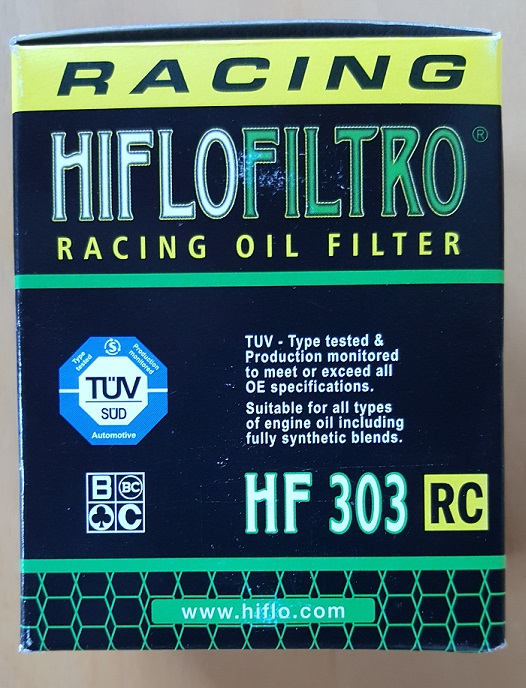 RACING
HIFLOFILTRO®
RACING OIL FILTER
Type tested
S
Production monitored
TÜV
SÜD
Automotive
TUV - Type tested &
Production monitored
to meet or exceed all
OE specifications.
Suitable for all types
of engine oil including
fully synthetic blends.
B BC
C
HF 303 RC
www.hiflo.com